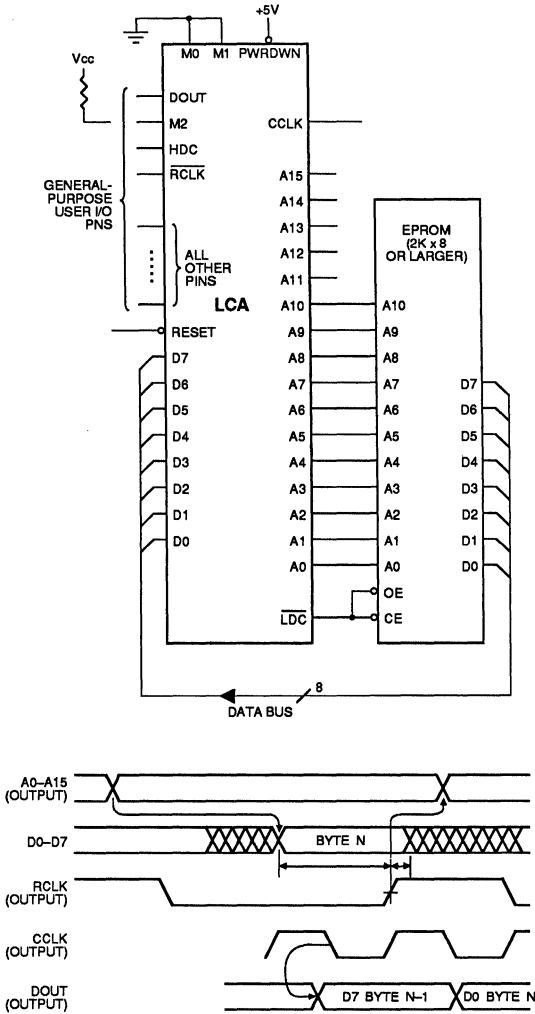 +5V
M0 M1 PWRDWN
Vcc
DOUT
M2
CCLK
HDC
RCLK
A15
GENERAL-
PURPOSE
USER I/O
PNS
A14
A13
A12
A11
ALL
OTHER
PINS
LCA
EPROM
(2K x 8
OR LARGER)
A10 A10
RESET A9 A9
D7 A8 A8
D6 A7 A7 D7
D5 A6 A6 D6
D4 A5 A5 D5
D3 A4 A4 D4
D2 A3 A3 D3
D1 A2 A2 D2
D0 A1 A1 D1
A0 A0 D0
OE
LDC CE
8
DATA BUS
A0–A15
(OUTPUT)
D0–D7
BYTE N
RCLK
(OUTPUT)
CCLK
(OUTPUT)
DOUT
(OUTPUT)
D7 BYTE N–1 D0 BYTE N